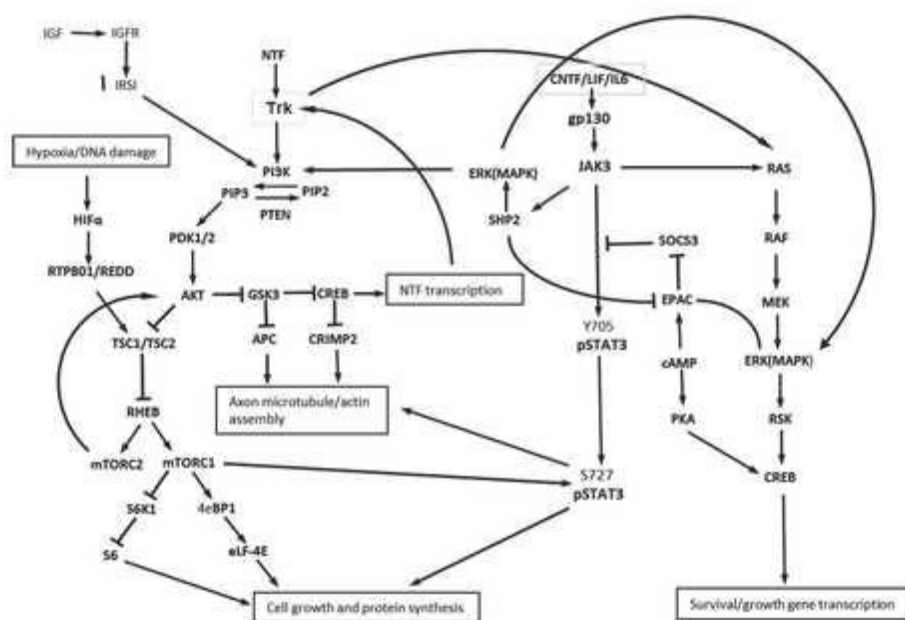 IGF
IGFR
IRSI
NTF
Trk
CNTF/LIF/IL6
gp130
Hypoxia/DNA damage
PI3K
ERK(MAPK)
JAK3
RAS
PIP3
PIP2
PTEN
HIFα
SHP2
PDK1/2
SOCS3
RAF
RTPB01/REDD
AKT
GSK3
CREB
NTF transcription
EPAC
MEK
TSC1/TSC2
APC
CRIMP2
Y705
pSTAT3
cAMP
ERK(MAPK)
Axon microtubule/actin
assembly
RHEB
PKA
RSK
mTORC2
mTORC1
S727
pSTAT3
CREB
S6K1
4eBP1
S6
eLF-4E
Cell growth and protein synthesis
Survival/growth gene transcription